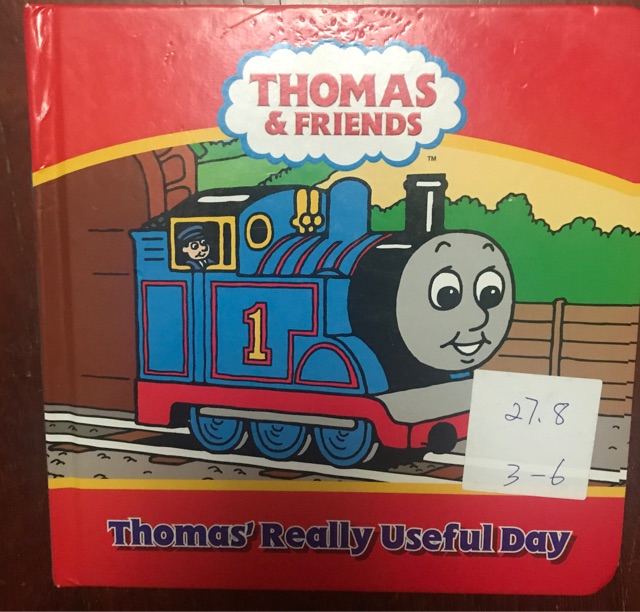 THOMAS
& FRIENDS
™
1
27.8
3-6
Thomas' Really Useful Day